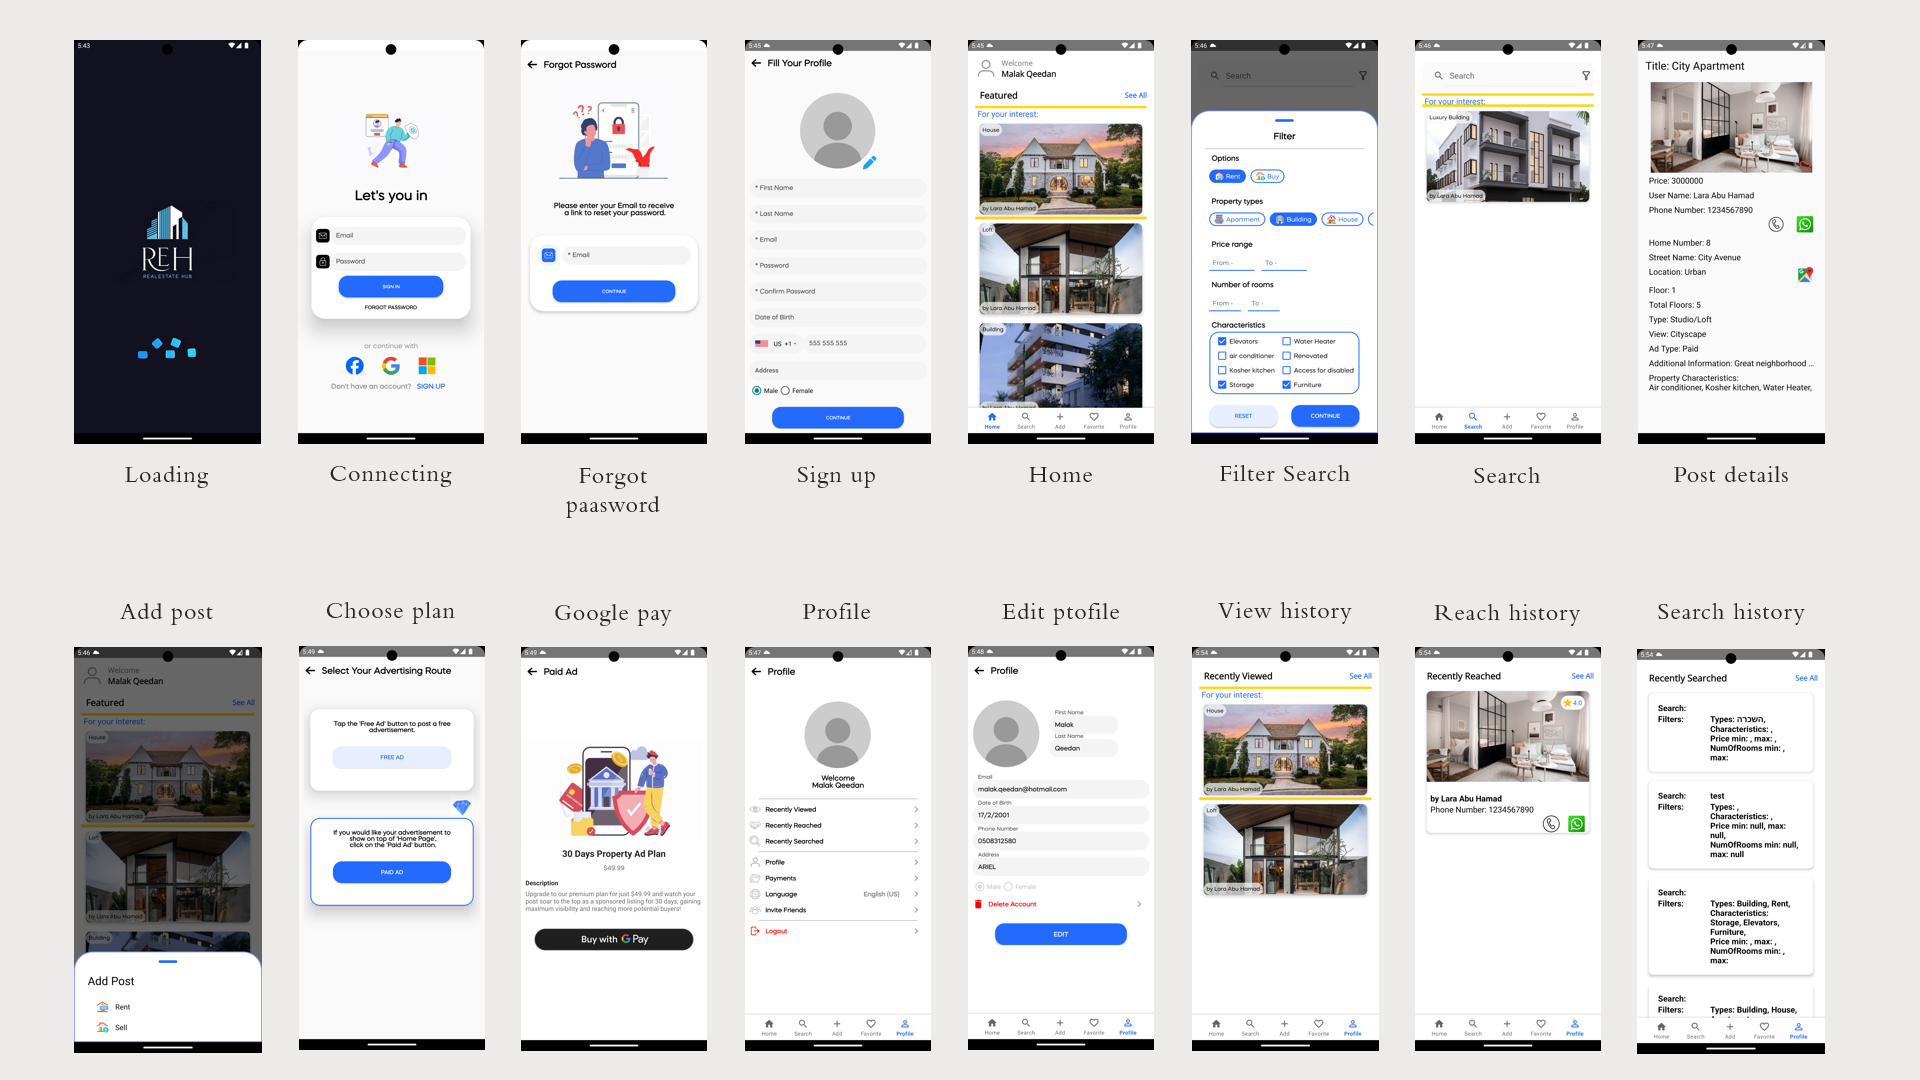 5:43
REH
REALESTATE HUB
Loading
Let's you in
Email
Password
SIGN IN
FORGOT PASSWORD
or continue with
Don't have an account? SIGN UP
Connecting
Forgot Password
???
Please enter your Email to receive
a link to reset your password.
* Email
CONTINUE
Forgot
paasword
5:45
Fill Your Profile
* First Name
* Last Name
* Email
* Password
* Confirm Password
Date of Birth
US +1
555 555 555
Address
Male Female
CONTINUE
Sign up
5:45
Welcome
Malak Qeedan
Featured See All
For your interest:
House
by Lara Abu Hamad
Loft
by Lara Abu Hamad
Building
by Lara Abu Hamad
Home Search Add Favorite Profile
Home
5:46
Search
Filter
Options
Rent Buy
Property types
Apartment Building House
Price range
From - To -
Number of rooms
From - To -
Characteristics
Elevators Water Heater
air conditioner Renovated
Kosher kitchen Access for disabled
Storage Furniture
RESET CONTINUE
Filter Search
5:46
Search
For your interest:
Luxury Building
by Lara Abu Hamad
Home Search Add Favorite Profile
Search
5:47
Title: City Apartment
Price: 3000000
User Name: Lara Abu Hamad
Phone Number: 1234567890
Home Number: 8
Street Name: City Avenue
Location: Urban
Floor: 1
Total Floors: 5
Type: Studio/Loft
View: Cityscape
Ad Type: Paid
Additional Information: Great neighborhood ...
Property Characteristics:
Air conditioner, Kosher kitchen, Water Heater,
Post details
Add post
5:46
Welcome
Malak Qeedan
Featured See All
For your interest:
House
by Lara Abu Hamad
Loft
by Lara Abu Hamad
Building
Add Post
Rent
Sell
Choose plan
5:49
Select Your Advertising Route
Tap the 'Free Ad' button to post a free
advertisement.
FREE AD
If you would like your advertisement to
show on top of 'Home Page',
click on the 'Paid Ad' button.
PAID AD
Google pay
5:49
Paid Ad
30 Days Property Ad Plan
$49.99
Description
Upgrade to our premium plan for just $49.99 and watch your
post soar to the top as a sponsored listing for 30 days, gaining
maximum visibility and reaching more potential buyers!
Buy with G Pay
Profile
5:47
Profile
Welcome
Malak Qeedan
Recently Viewed
Recently Reached
Recently Searched
Profile
Payments
Language English (US)
Invite Friends
Logout
Home Search Add Favorite Profile
Edit ptofile
5:48
Profile
First Name
Malak
Last Name
Qeedan
Email
malak.qeedan@hotmail.com
Date of Birth
17/2/2001
Phone Number
0508312580
Address
ARIEL
Male Female
Delete Account
EDIT
Home Search Add Favorite Profile
View history
5:54
Recently Viewed See All
For your interest:
House
by Lara Abu Hamad
Loft
by Lara Abu Hamad
Home Search Add Favorite Profile
Reach history
5:54
Recently Reached See All
4.0
by Lara Abu Hamad
Phone Number: 1234567890
Home Search Add Favorite Profile
Search history
5:54
Recently Searched See All
Search:
Filters: Types: השכרה,
Characteristics: ,
Price min: , max: ,
NumOfRooms min: ,
max:
Search: test
Filters: Types: ,
Characteristics: ,
Price min: null, max:
null,
NumOfRooms min: null,
max: null
Search:
Filters: Types: Building, Rent,
Characteristics:
Storage, Elevators,
Furniture,
Price min: , max: ,
NumOfRooms min: ,
max:
Search:
Filters: Types: Building, House,
Home Search Add Favorite Profile